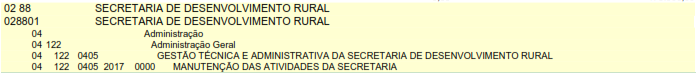 02 88 SECRETARIA DE DESENVOLVIMENTO RURAL
028801 SECRETARIA DE DESENVOLVIMENTO RURAL
04 Administração
04 122 Administração Geral
04 122 0405 GESTÃO TÉCNICA E ADMINISTRATIVA DA SECRETARIA DE DESENVOLVIMENTO RURAL
04 122 0405 2017 0000 MANUTENÇÃO DAS ATIVIDADES DA SECRETARIA